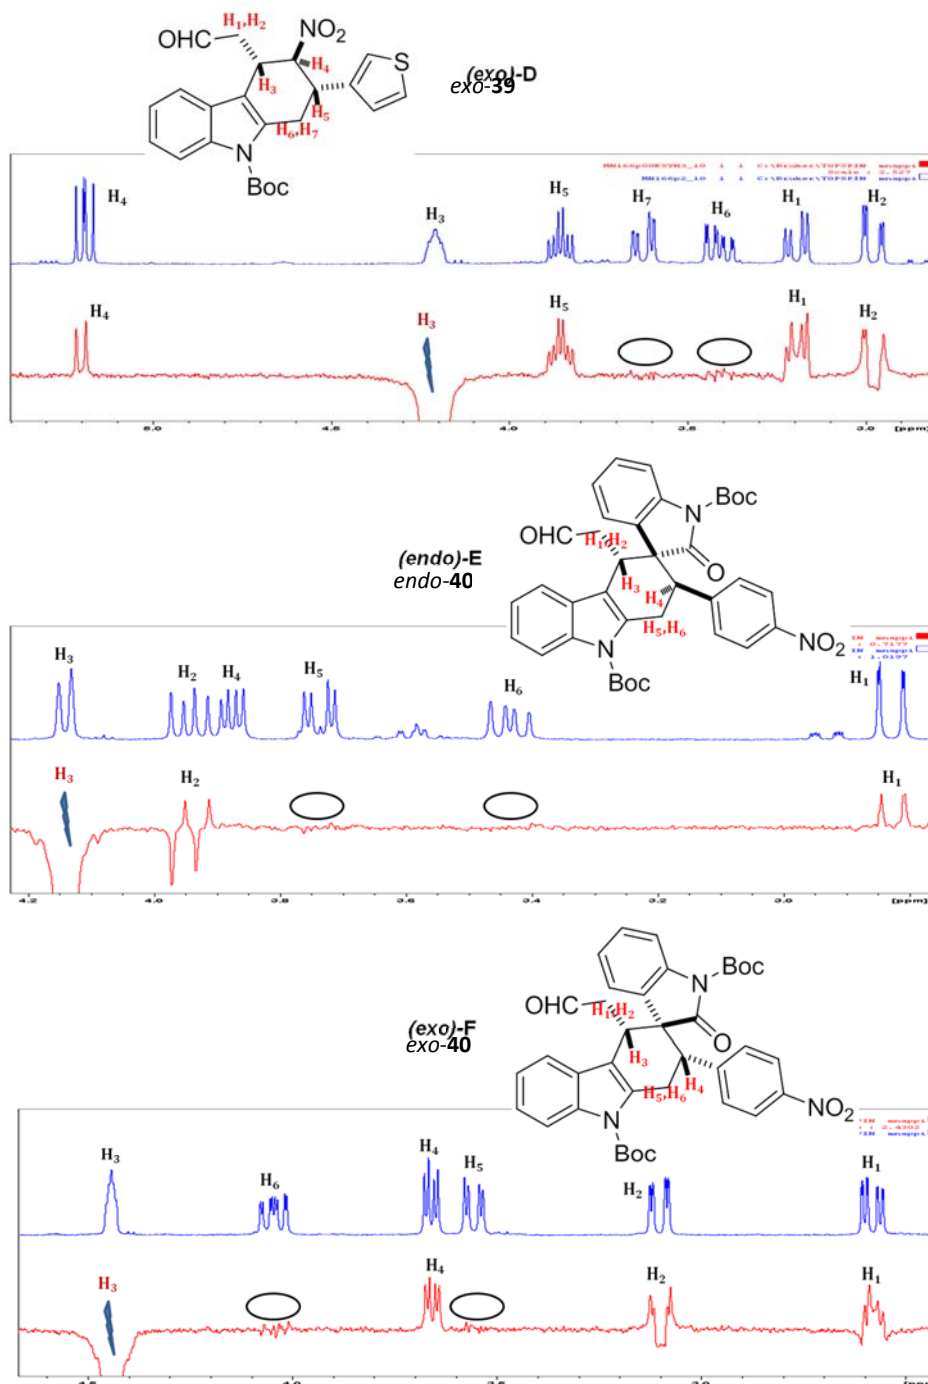 H1,H2
NO2
OHC
H4
S
H3
(exo)-D
exo-39
H5
H6,H7
N
Boc
H4
H3
H5
H7
H6
H1
H2
H4
H3
H5
H1
H2
5.0
4.5
4.0
3.5
3.0
[ppm]
N
Boc
OHC
H1,H2
O
(endo)-E
endo-40
H3
H4
H5,H6
N
NO2
Boc
H3
H2
H4
H5
H6
H1
H3
H2
H1
4.2
4.0
3.8
3.6
3.4
3.2
3.0
[ppm]
N
Boc
OHC
H1,H2
O
(exo)-F
exo-40
H3
H4
H5,H6
N
NO2
Boc
H3
H6
H4
H5
H2
H1
H3
H4
H2
H1